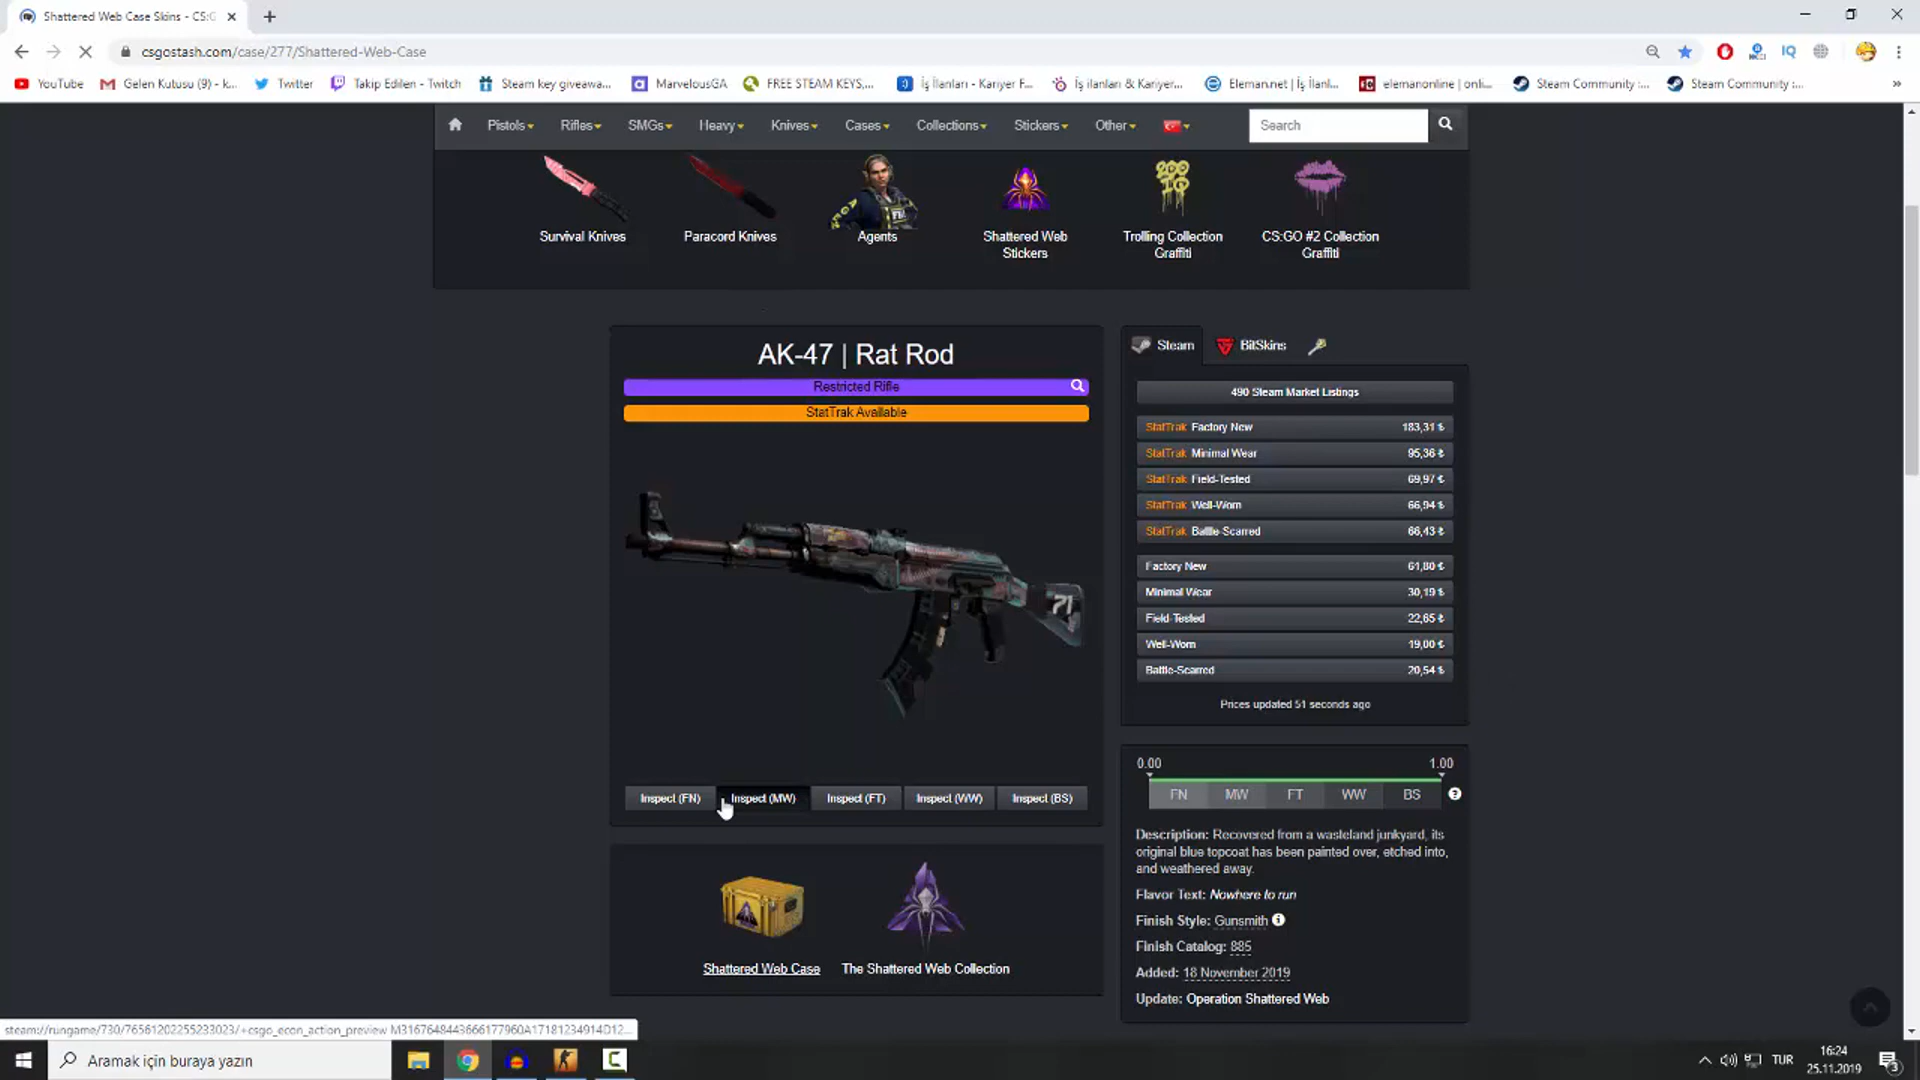 Shattered Web Case Skins - CS:G
csgostash.com/case/277/Shattered-Web-Case
YouTube
Gelen Kutusu (9) - k...
Twitter
Takip Edilen - Twitch
Steam key giveawa...
MarvelousGA
FREE STEAM KEYS,...
İş İlanları - Kariyer F...
İş ilanları & Kariyer...
Eleman.net | İş İlanl...
elemanonline | onli...
Steam Community :...
Steam Community :...
»
Pistols
Rifles
SMGs
Heavy
Knives
Cases
Collections
Stickers
Other
Search
Survival Knives
Paracord Knives
Agents
Shattered Web
Stickers
Trolling Collection
Graffiti
CS:GO #2 Collection
Graffiti
AK-47 | Rat Rod
Restricted Rifle
StatTrak Available
71
Inspect (FN)
Inspect (MW)
Inspect (FT)
Inspect (WW)
Inspect (BS)
Shattered Web Case
The Shattered Web Collection
Steam
BitSkins
490 Steam Market Listings
StatTrak Factory New 183,31 ₺
StatTrak Minimal Wear 95,36 ₺
StatTrak Field-Tested 69,97 ₺
StatTrak Well-Worn 66,94 ₺
StatTrak Battle-Scarred 66,43 ₺
Factory New 61,80 ₺
Minimal Wear 30,19 ₺
Field-Tested 22,65 ₺
Well-Worn 19,00 ₺
Battle-Scarred 20,54 ₺
Prices updated 51 seconds ago
0.00 1.00
FN MW FT WW BS
Description: Recovered from a wasteland junkyard, its
original blue topcoat has been painted over, etched into,
and weathered away.
Flavor Text: Nowhere to run
Finish Style: Gunsmith
Finish Catalog: 885
Added: 18 November 2019
Update: Operation Shattered Web
steam://rungame/730/76561202255233023/+csgo_econ_action_preview M3167648443666177960A17181234914D12...
Aramak için buraya yazın
TUR
16:24
25.11.2019
3